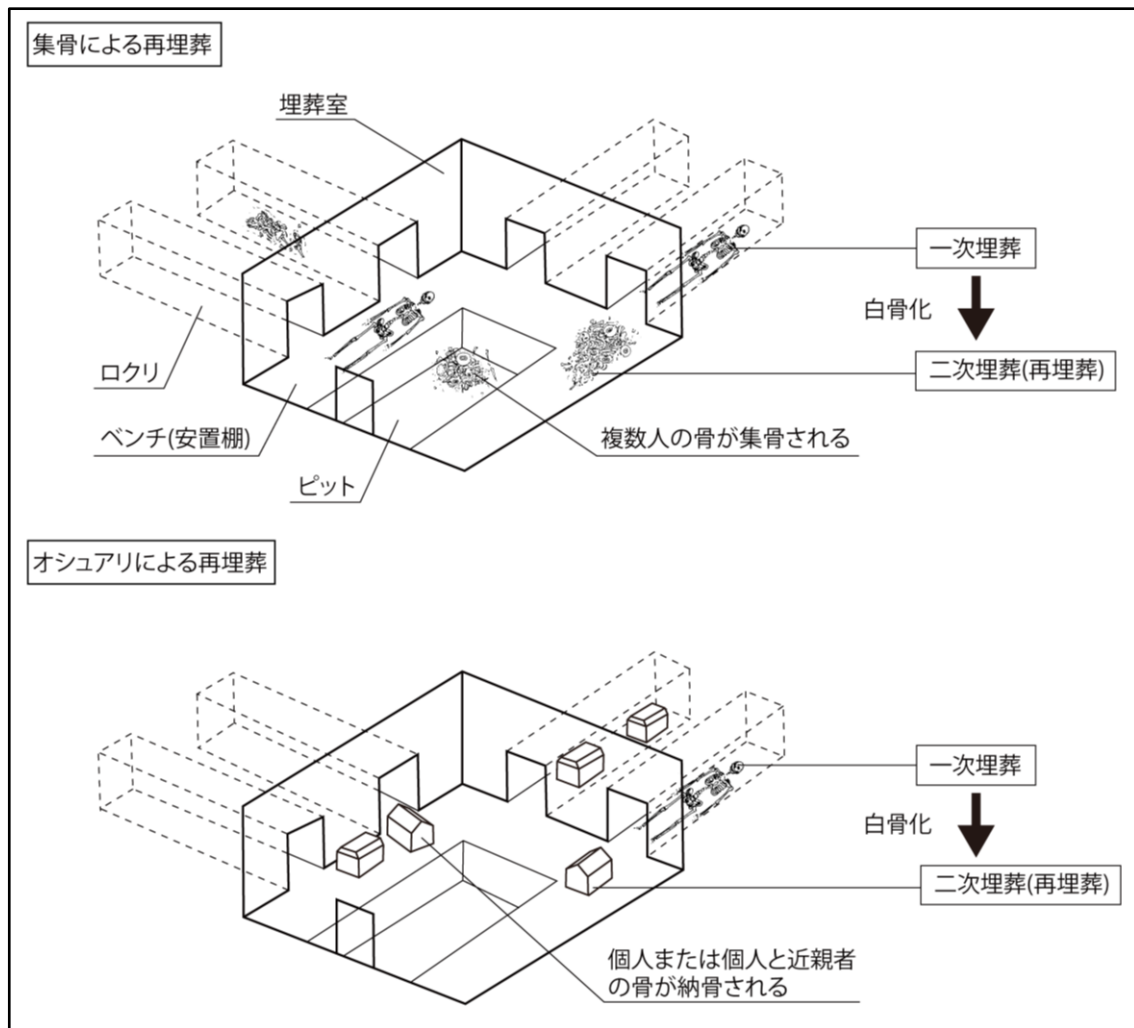 集骨による再埋葬
埋葬室
一次埋葬
白骨化
二次埋葬(再埋葬)
ロクリ
ベンチ(安置棚)
複数人の骨が集骨される
ピット
オシュアリによる再埋葬
一次埋葬
白骨化
二次埋葬(再埋葬)
個人または個人と近親者
の骨が納骨される